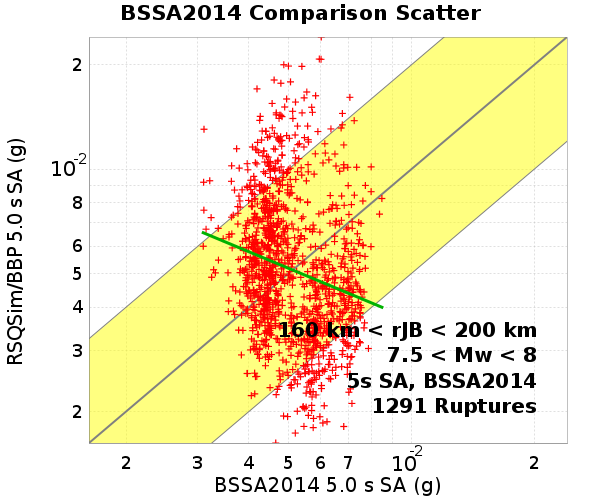 BSSA2014 Comparison Scatter
RSQSim/BBP 5.0 s SA (g)
2
10-2
8
6
5
4
3
2
160 km < rJB < 200 km
7.5 < Mw < 8
5s SA, BSSA2014
1291 Ruptures
2 3 4 5 6 7 10-2 2
BSSA2014 5.0 s SA (g)